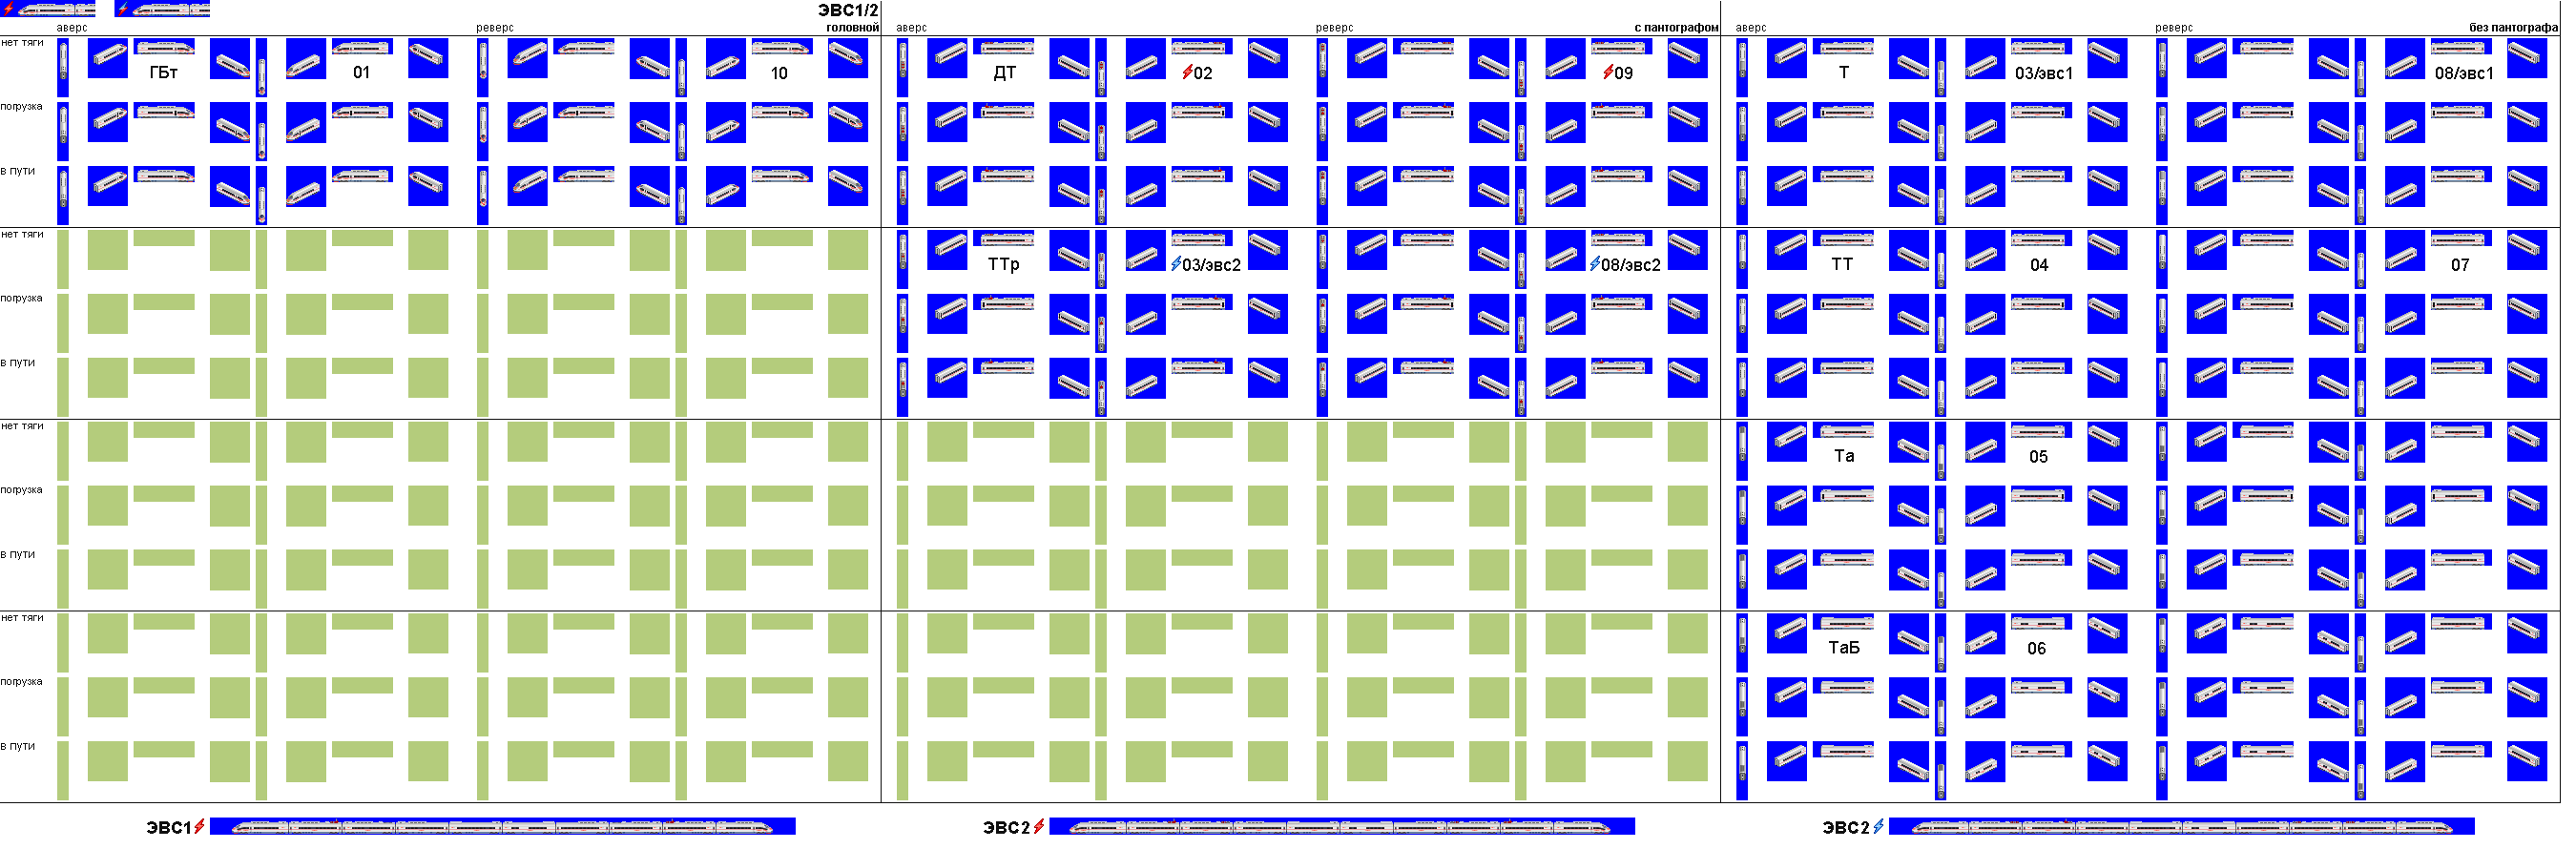 ЭВС1/2
аверс реверс головной аверс реверс с пантографом аверс реверс без пантографа
нет тяги
ГБт 01 10 ДТ 02 09 Т 03/эвс1 08/эвс1
погрузка
в пути
нет тяги
ТТр 03/эвс2 08/эвс2 ТТ 04 07
погрузка
в пути
нет тяги
Та 05
погрузка
в пути
нет тяги
ТаБ 06
погрузка
в пути
ЭВС1 ЭВС2 ЭВС2